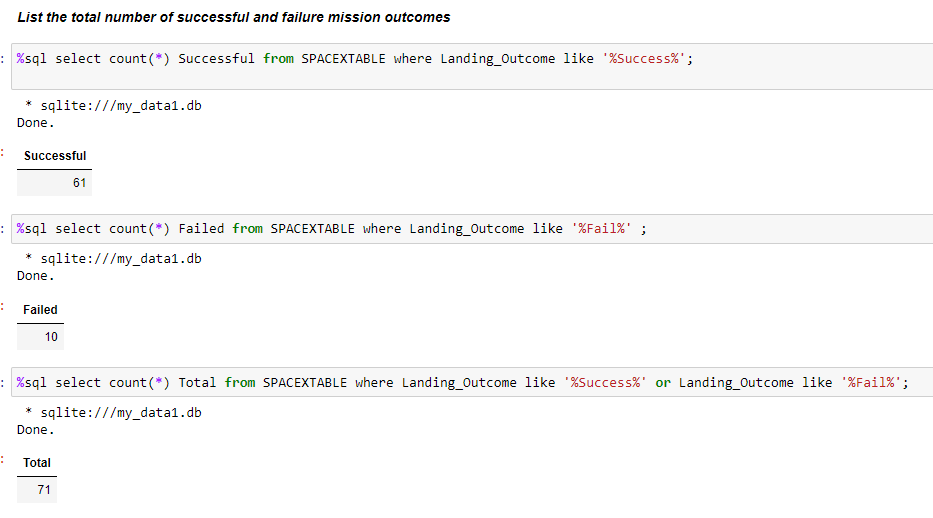 List the total number of successful and failure mission outcomes
: %sql select count(*) Successful from SPACEXTABLE where Landing_Outcome like '%Success%';
* sqlite:///my_data1.db
Done.
:
Successful
61
: %sql select count(*) Failed from SPACEXTABLE where Landing_Outcome like '%Fail%' ;
* sqlite:///my_data1.db
Done.
:
Failed
10
: %sql select count(*) Total from SPACEXTABLE where Landing_Outcome like '%Success%' or Landing_Outcome like '%Fail%';
* sqlite:///my_data1.db
Done.
:
Total
71